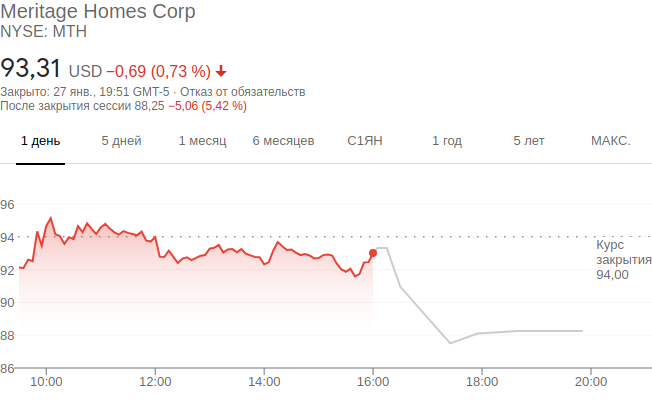 Meritage Homes Corp
NYSE: MTH
93,31 USD −0,69 (0,73 %)
Закрыто: 27 янв., 19:51 GMT-5 · Отказ от обязательств
После закрытия сессии 88,25 −5,06 (5,42 %)
1 день 5 дней 1 месяц 6 месяцев С1ЯН 1 год 5 лет МАКС.
96
94
92
90
88
86
Курс
закрытия
94,00
10:00 12:00 14:00 16:00 18:00 20:00